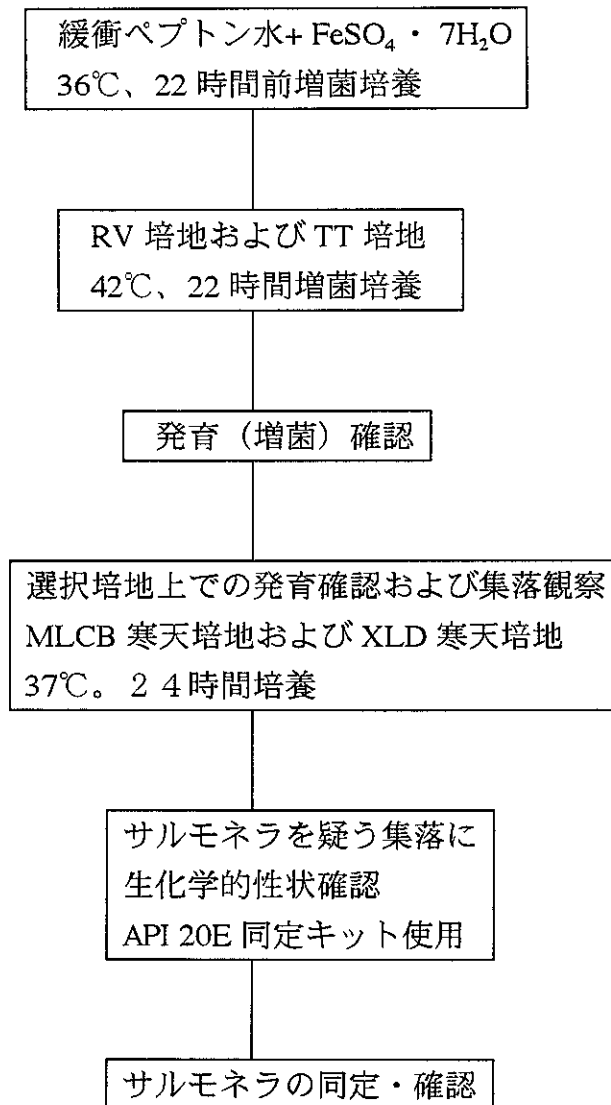 緩衝ペプトン水+ FeSO₄・7H₂O
36℃、22 時間前増菌培養
RV 培地および TT 培地
42℃、22 時間増菌培養
発育（増菌）確認
選択培地上での発育確認および集落観察
MLCB 寒天培地および XLD 寒天培地
37℃。２４時間培養
サルモネラを疑う集落に
生化学的性状確認
API 20E 同定キット使用
サルモネラの同定・確認